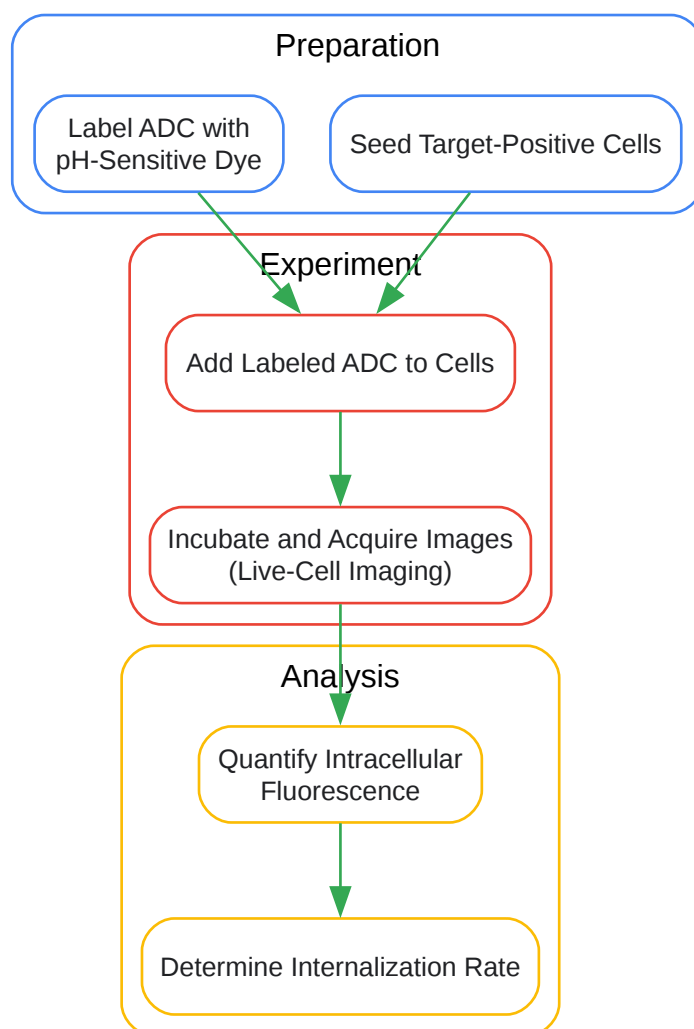 Preparation
Label ADC with
pH-Sensitive Dye
Seed Target-Positive Cells
Experiment
Add Labeled ADC to Cells
Incubate and Acquire Images
(Live-Cell Imaging)
Analysis
Quantify Intracellular
Fluorescence
Determine Internalization Rate